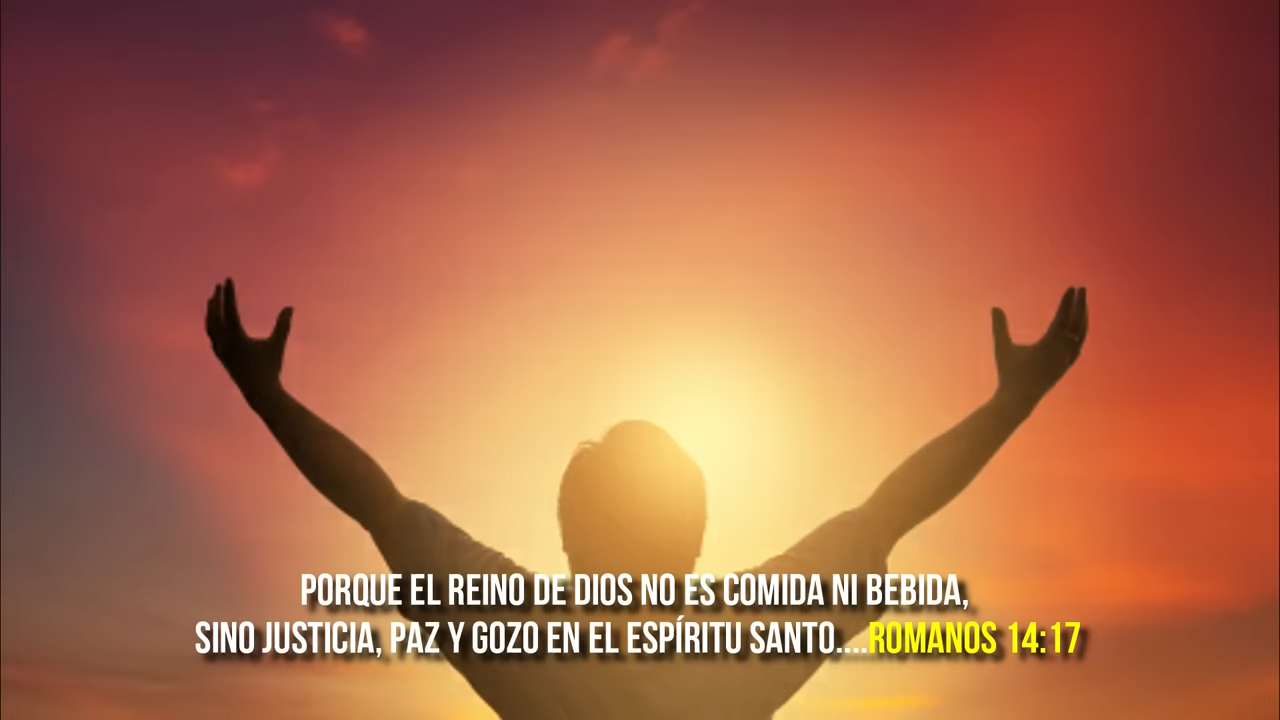 PORQUE EL REINO DE DIOS NO ES COMIDA NI BEBIDA,
SINO JUSTICIA, PAZ Y GOZO EN EL ESPÍRITU SANTO....ROMANOS 14:17